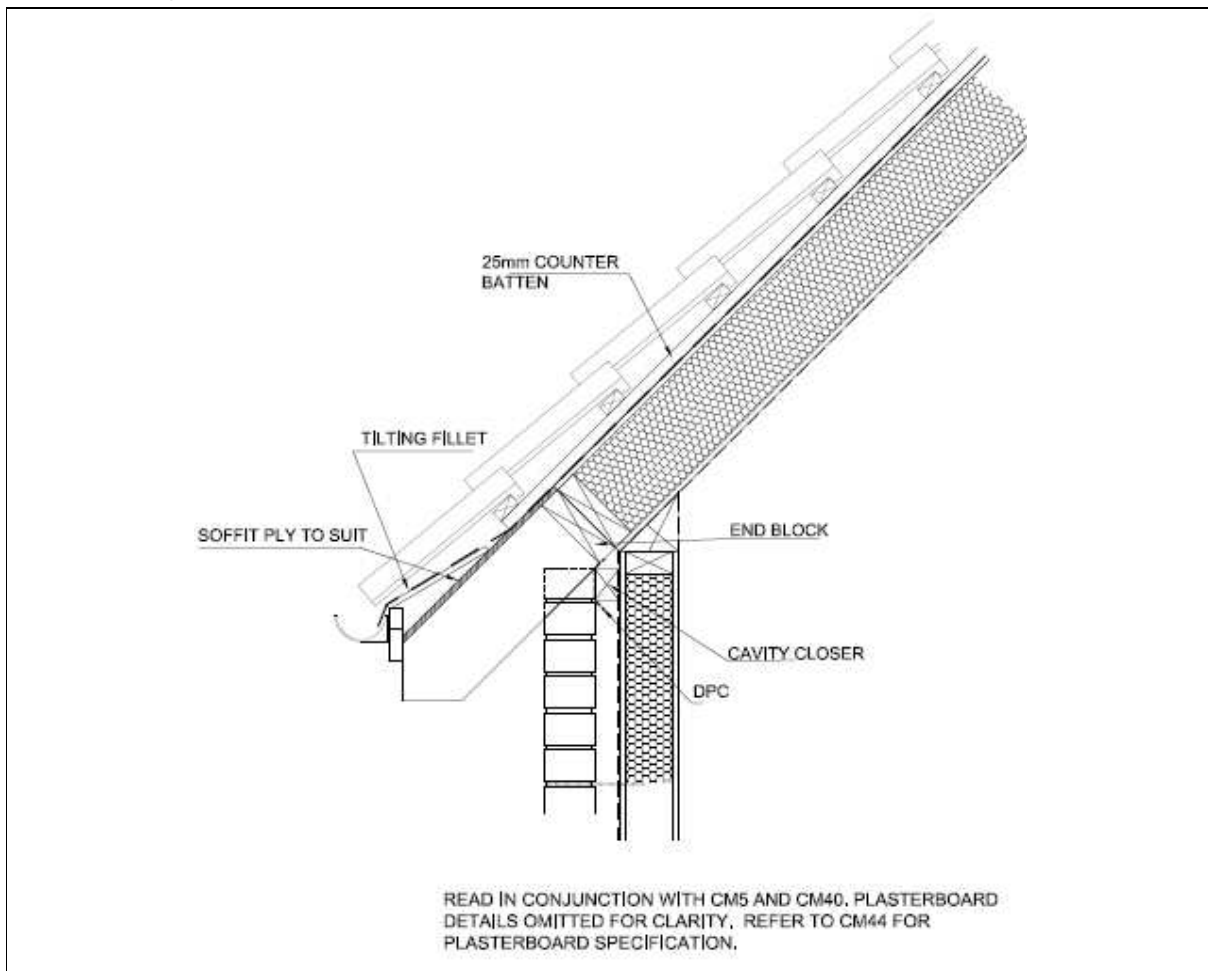 25mm COUNTER
BATTEN
TILTING FILLET
SOFFIT PLY TO SUIT
END BLOCK
CAVITY CLOSER
DPC
READ IN CONJUNCTION WITH CM5 AND CM40. PLASTERBOARD
DETAILS OMITTED FOR CLARITY. REFER TO CM44 FOR
PLASTERBOARD SPECIFICATION.